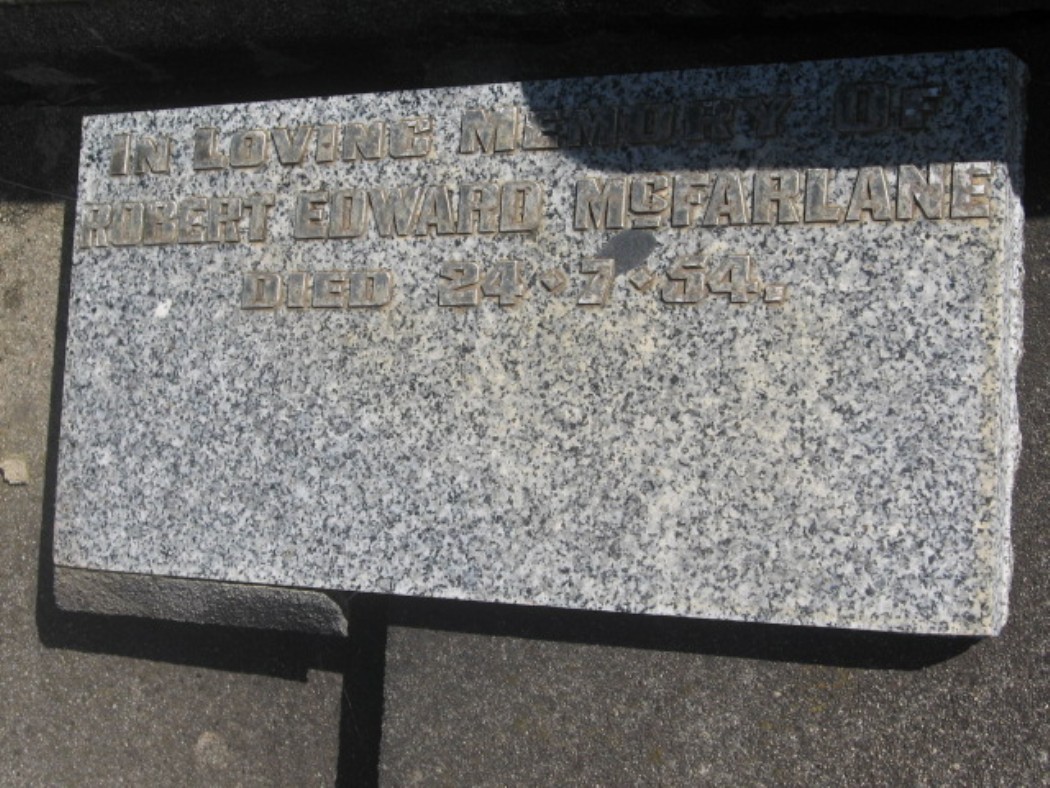 IN LOVING MEMORY OF
ROBERT EDWARD MCFARLANE
DIED 24·7·54.